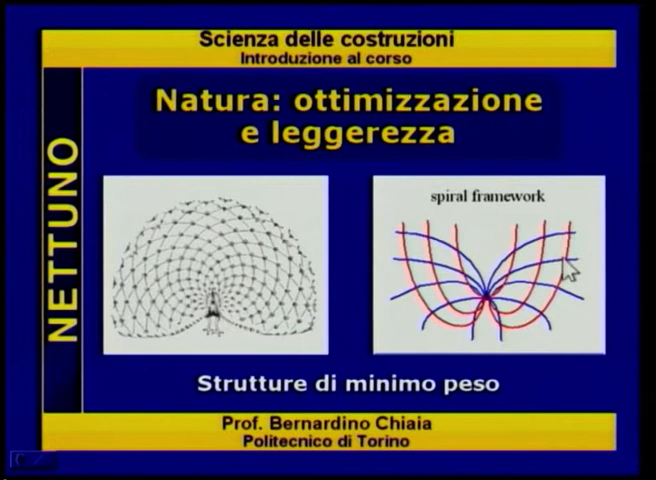 Scienza delle costruzioni
Introduzione al corso
NETTUNO
Natura: ottimizzazione
e leggerezza
spiral framework
Strutture di minimo peso
Prof. Bernardino Chiaia
Politecnico di Torino